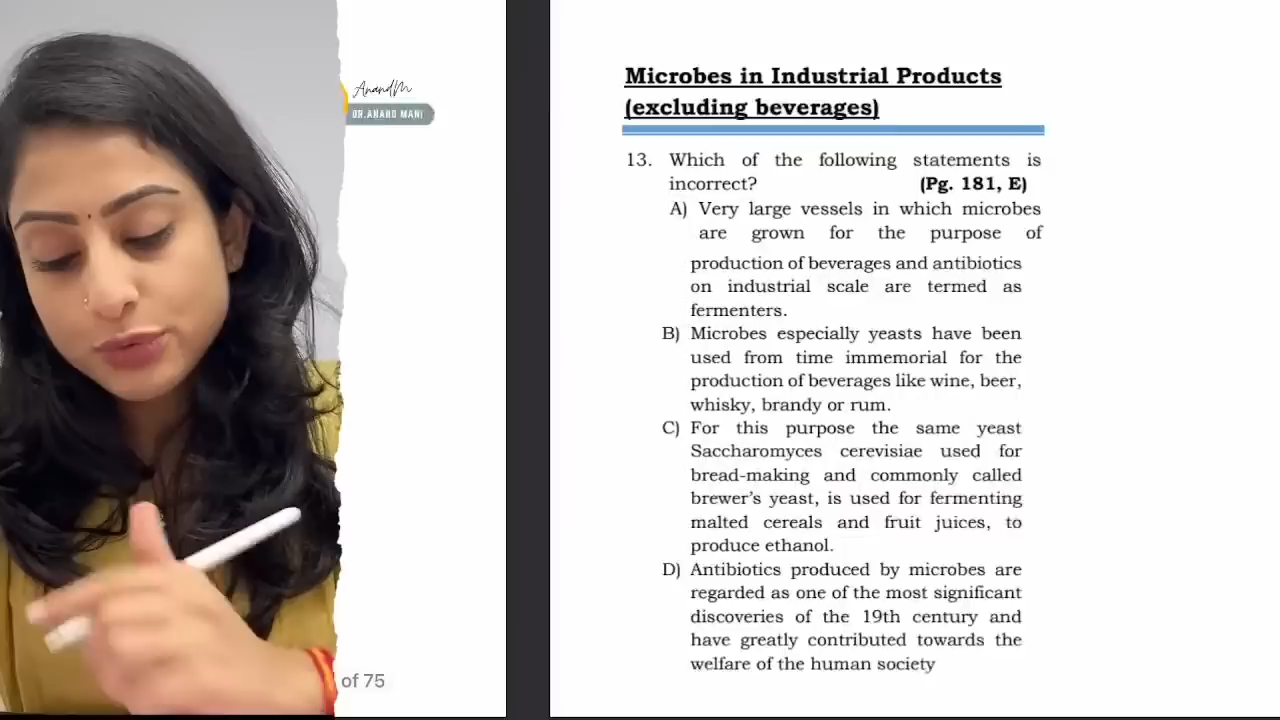 AnandM
DR.ANAND MANI
of 75
Microbes in Industrial Products
(excluding beverages)
13. Which of the following statements is
incorrect? (Pg. 181, E)
A) Very large vessels in which microbes
are grown for the purpose of
production of beverages and antibiotics
on industrial scale are termed as
fermenters.
B) Microbes especially yeasts have been
used from time immemorial for the
production of beverages like wine, beer,
whisky, brandy or rum.
C) For this purpose the same yeast
Saccharomyces cerevisiae used for
bread-making and commonly called
brewer's yeast, is used for fermenting
malted cereals and fruit juices, to
produce ethanol.
D) Antibiotics produced by microbes are
regarded as one of the most significant
discoveries of the 19th century and
have greatly contributed towards the
welfare of the human society